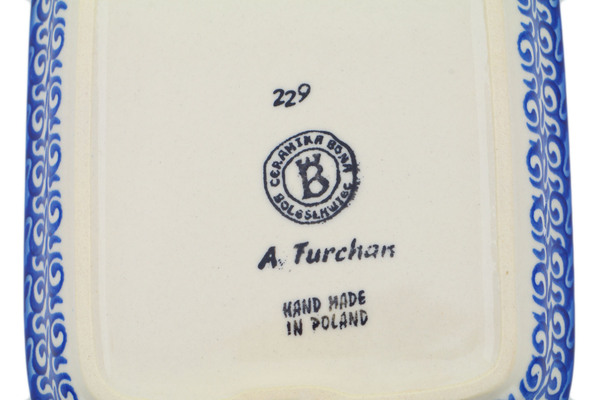 229
CERAMIKA BONA
B
BOLESŁAWIEC
A. Turchan
HAND MADE
IN POLAND